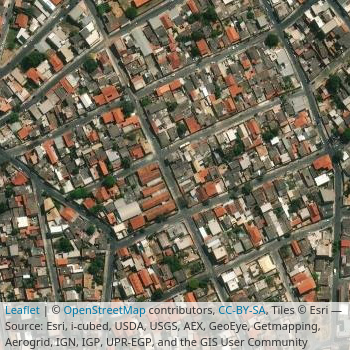 Leaflet | © OpenStreetMap contributors, CC-BY-SA, Tiles © Esri —
Source: Esri, i-cubed, USDA, USGS, AEX, GeoEye, Getmapping,
Aerogrid, IGN, IGP, UPR-EGP, and the GIS User Community